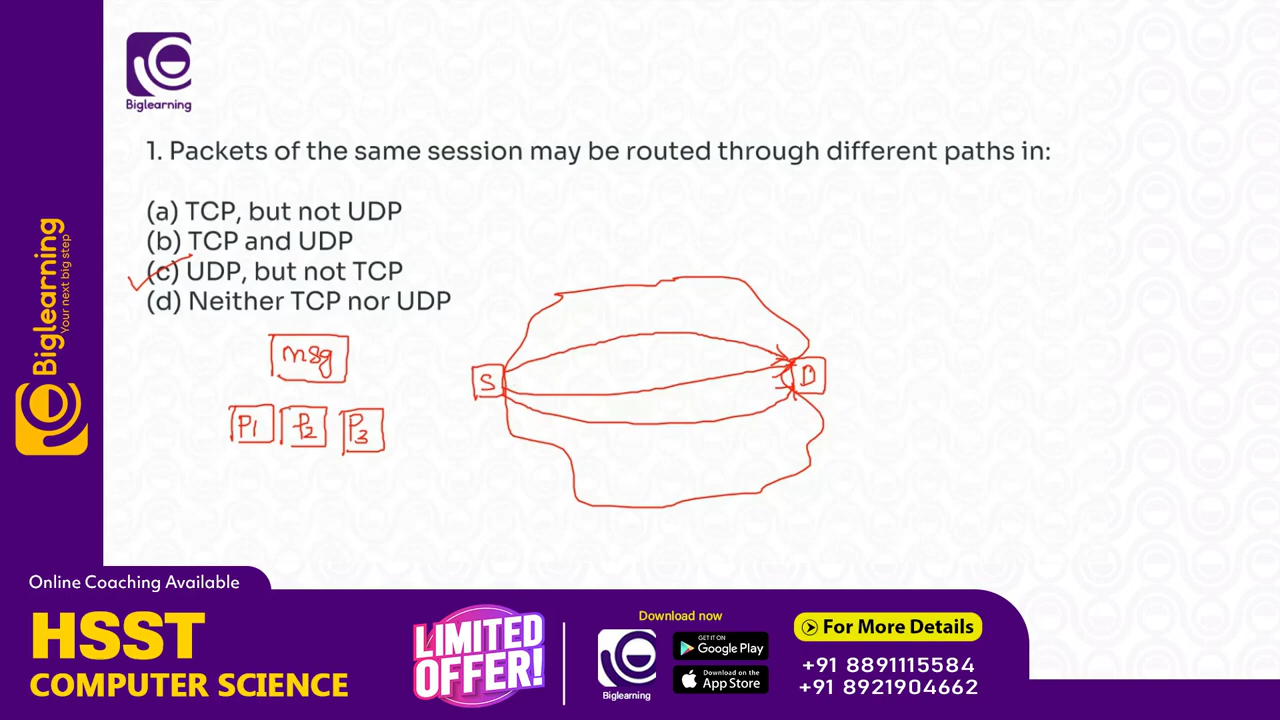 Biglearning
1. Packets of the same session may be routed through different paths in:
(a) TCP, but not UDP
(b) TCP and UDP
(c) UDP, but not TCP
(d) Neither TCP nor UDP
msg
P1 P2 P3
S
D
Biglearning
Your next big step
Online Coaching Available
HSST
COMPUTER SCIENCE
LIMITED
OFFER!
Download now
Biglearning
GET IT ON
Google Play
Download on the
App Store
For More Details
+91 8891115584
+91 8921904662